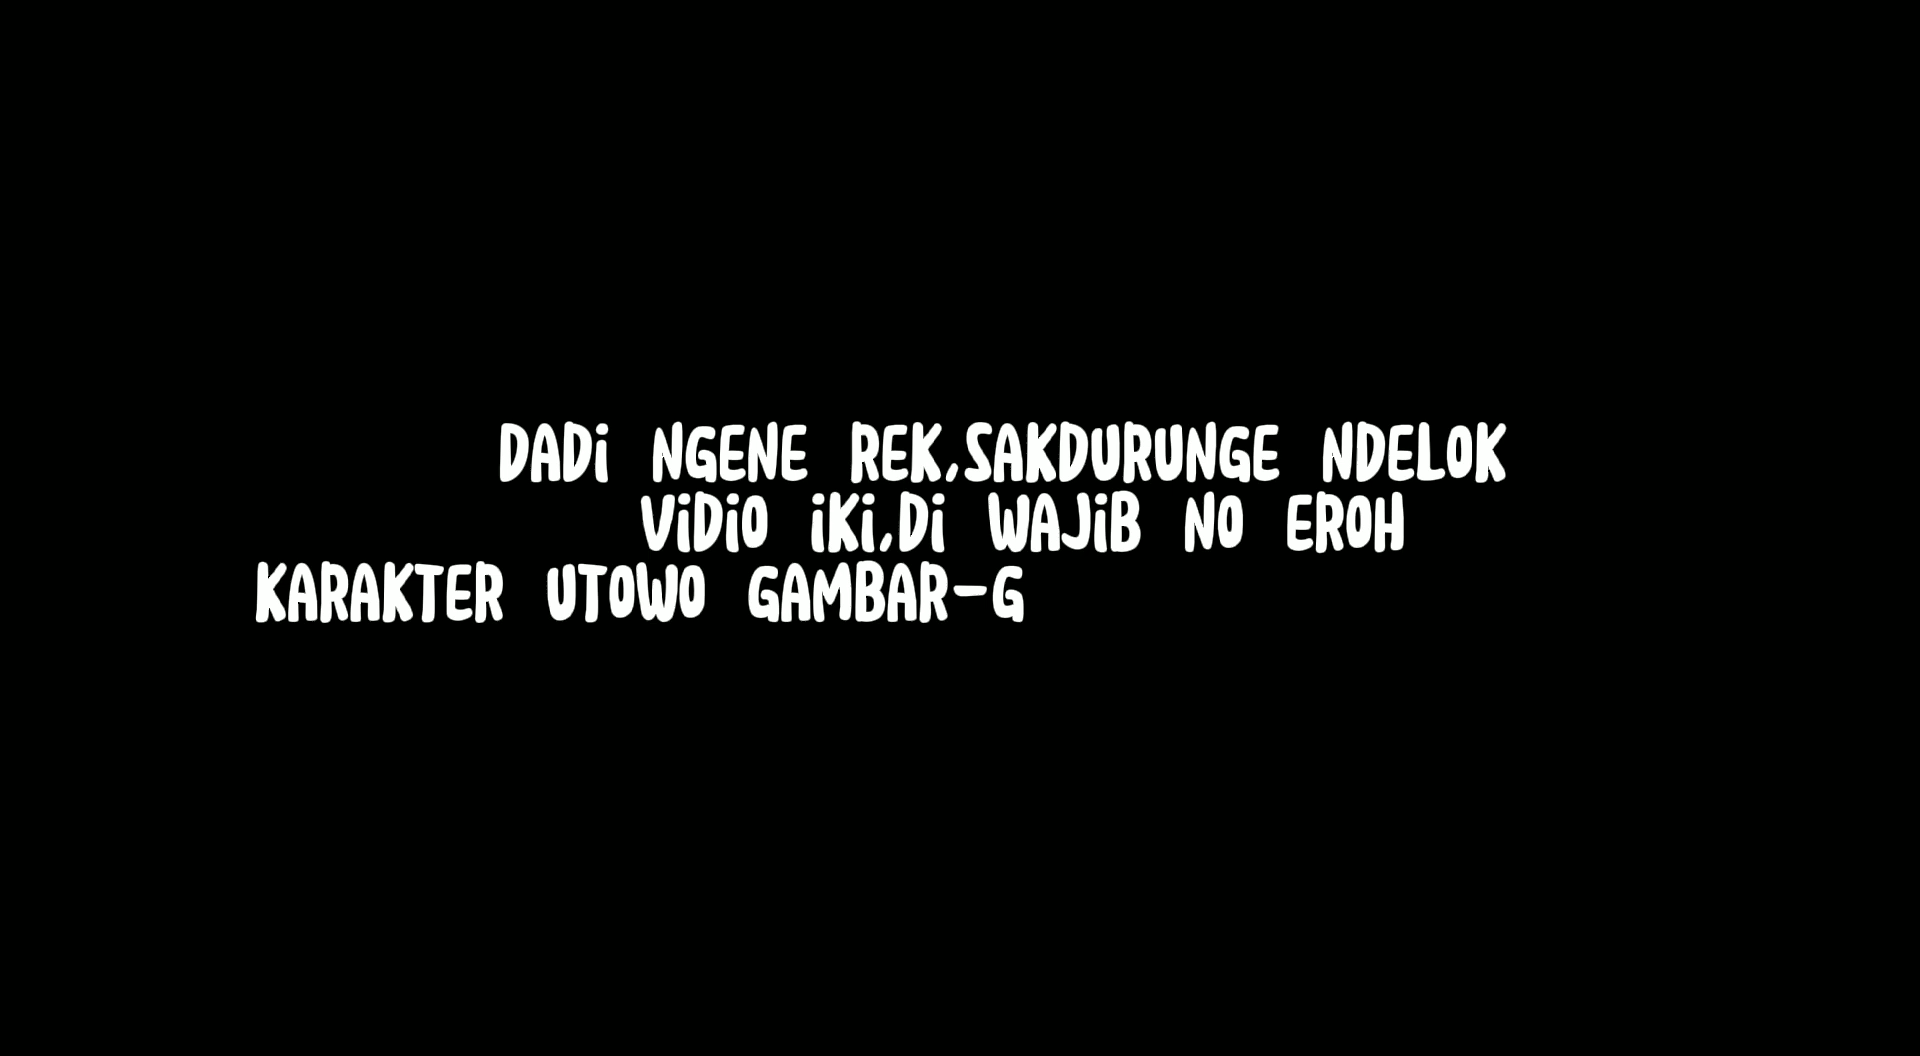 DADi NGENE REK,SAKDURUNGE NDELOK
ViDiO iKi,Di WAJiB NO EROH
KARAKTER UTOWO GAMBAR-G